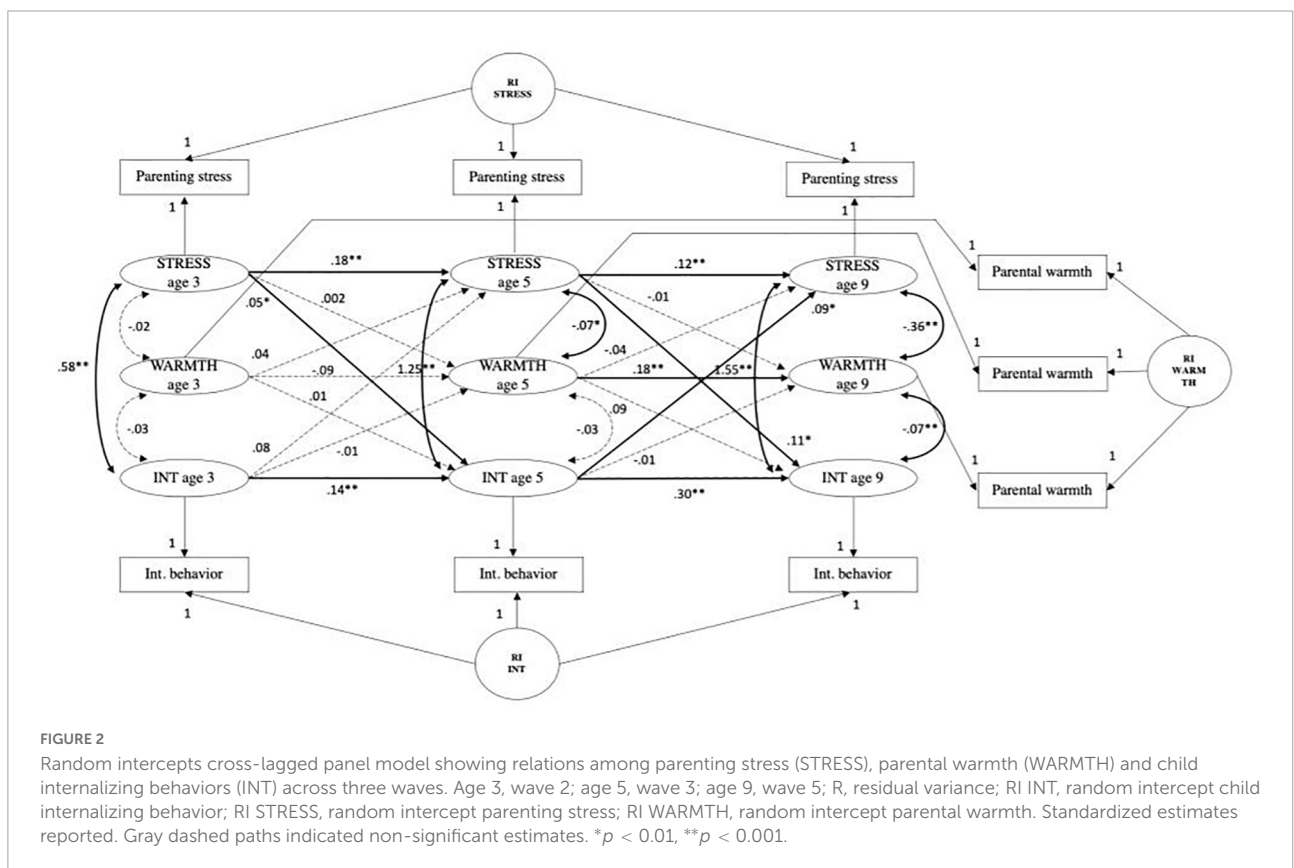 RI
STRESS
1
1
1
Parenting stress
Parenting stress
Parenting stress
1
1
1
STRESS
age 3
.18**
STRESS
age 5
.12**
STRESS
age 9
1
Parental warmth
1
.05*
.002
-.01
.09*
-.02
-.07*
-.36**
.04
-.04
.58**
WARMTH
age 3
-.09
1.25**
WARMTH
age 5
.18**
1.55**
WARMTH
age 9
1
Parental warmth
1
RI
WARM
TH
.01
.09
-.03
-.03
-.07**
.08
-.01
-.01
.11*
INT age 3
.14**
INT age 5
.30**
INT age 9
1
Parental warmth
1
1
1
1
Int. behavior
Int. behavior
Int. behavior
1
1
1
RI
INT
FIGURE 2
Random intercepts cross-lagged panel model showing relations among parenting stress (STRESS), parental warmth (WARMTH) and child
internalizing behaviors (INT) across three waves. Age 3, wave 2; age 5, wave 3; age 9, wave 5; R, residual variance; RI INT, random intercept child
internalizing behavior; RI STRESS, random intercept parenting stress; RI WARMTH, random intercept parental warmth. Standardized estimates
reported. Gray dashed paths indicated non-significant estimates. *p < 0.01, **p < 0.001.